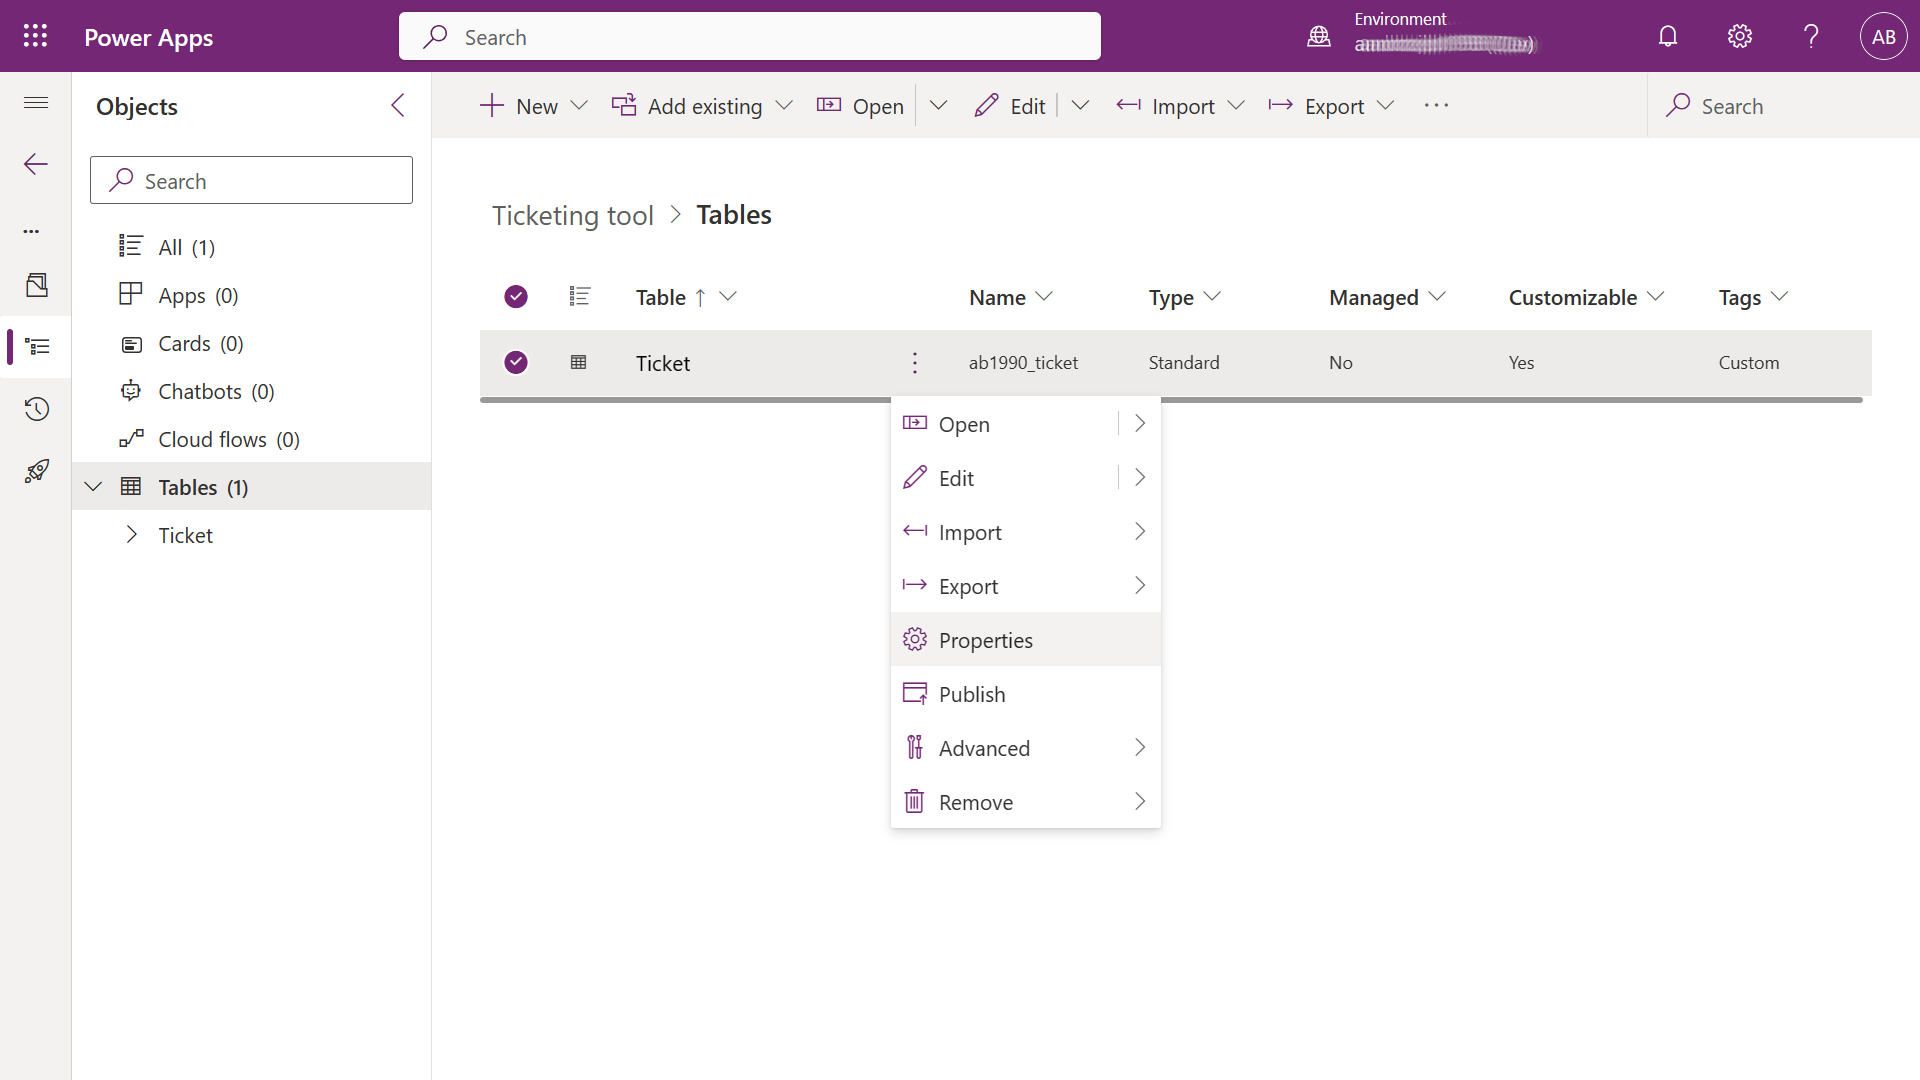 Power Apps
Search
Environment
AB
Objects
New
Add existing
Open
Edit
Import
Export
Search
Search
All (1)
Apps (0)
Cards (0)
Chatbots (0)
Cloud flows (0)
Tables (1)
Ticket
Ticketing tool > Tables
Table ↑ Name Type Managed Customizable Tags
Ticket ab1990_ticket Standard No Yes Custom
Open
Edit
Import
Export
Properties
Publish
Advanced
Remove